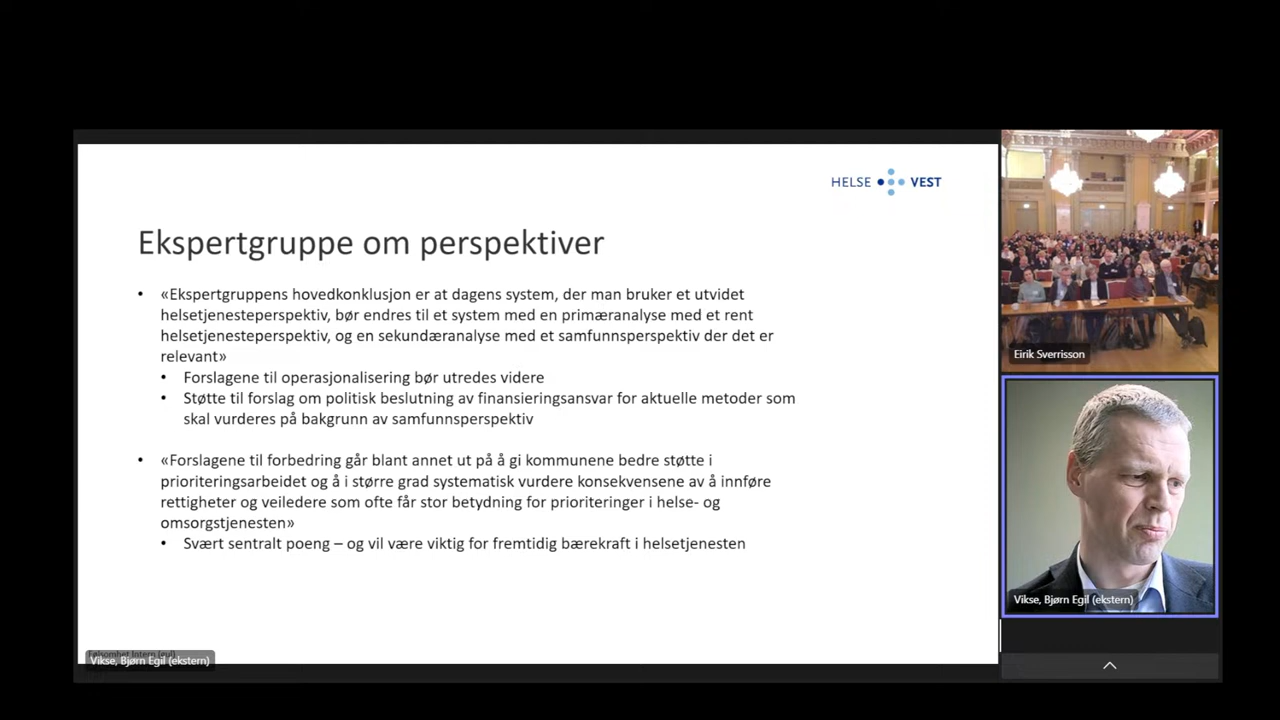 HELSE VEST
Ekspertgruppe om perspektiver
• «Ekspertgruppens hovedkonklusjon er at dagens system, der man bruker et utvidet
helsetjenesteperspektiv, bør endres til et system med en primæranalyse med et rent
helsetjenesteperspektiv, og en sekundæranalyse med et samfunnsperspektiv der det er
relevant»
• Forslagene til operasjonalisering bør utredes videre
• Støtte til forslag om politisk beslutning av finansieringsansvar for aktuelle metoder som
skal vurderes på bakgrunn av samfunnsperspektiv
• «Forslagene til forbedring går blant annet ut på å gi kommunene bedre støtte i
prioriteringsarbeidet og å i større grad systematisk vurdere konsekvensene av å innføre
rettigheter og veiledere som ofte får stor betydning for prioriteringer i helse- og
omsorgstjenesten»
• Svært sentralt poeng – og vil være viktig for fremtidig bærekraft i helsetjenesten
Vikse, Bjørn Egil (ekstern)
Eirik Sverrisson
Vikse, Bjørn Egil (ekstern)